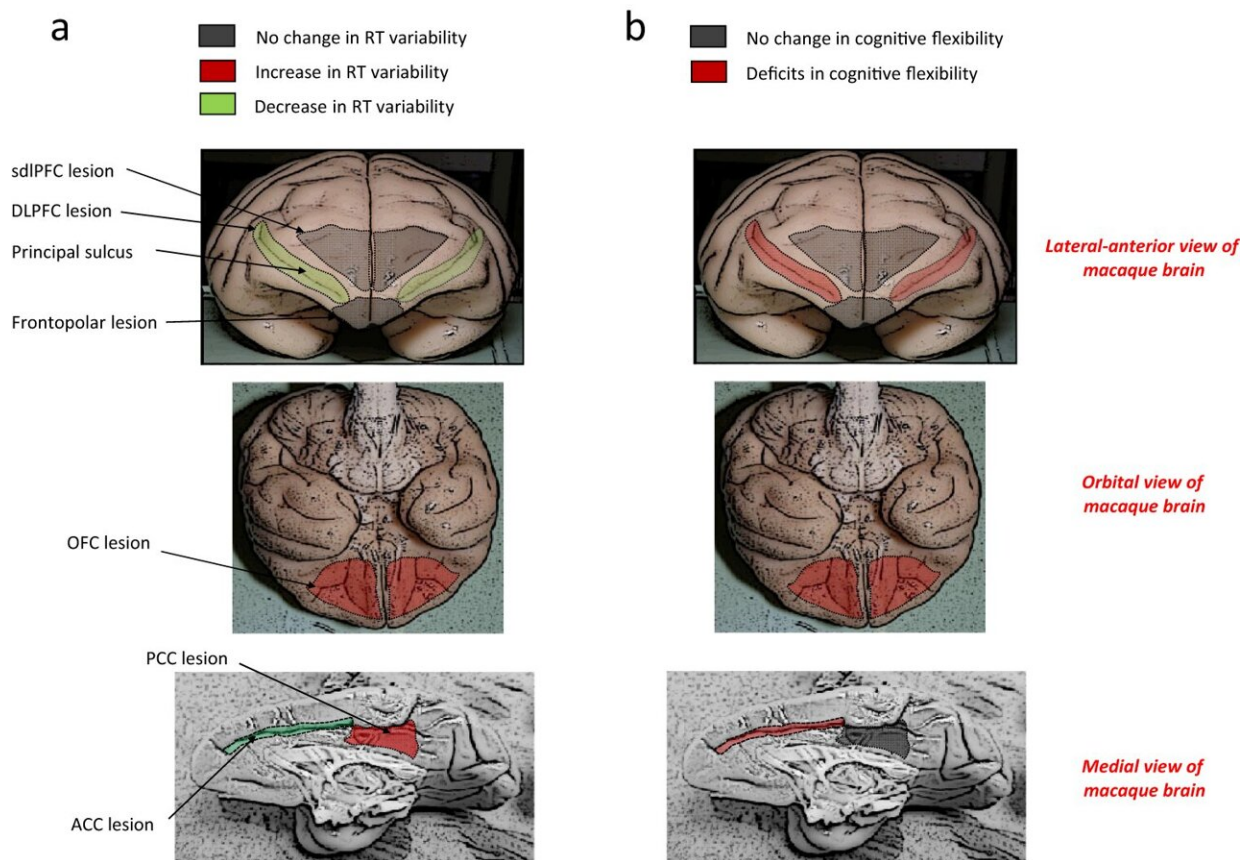 a
No change in RT variability
Increase in RT variability
Decrease in RT variability
b
No change in cognitive flexibility
Deficits in cognitive flexibility
sdlPFC lesion
DLPFC lesion
Principal sulcus
Frontopolar lesion
Lateral-anterior view of
macaque brain
OFC lesion
Orbital view of
macaque brain
PCC lesion
ACC lesion
Medial view of
macaque brain